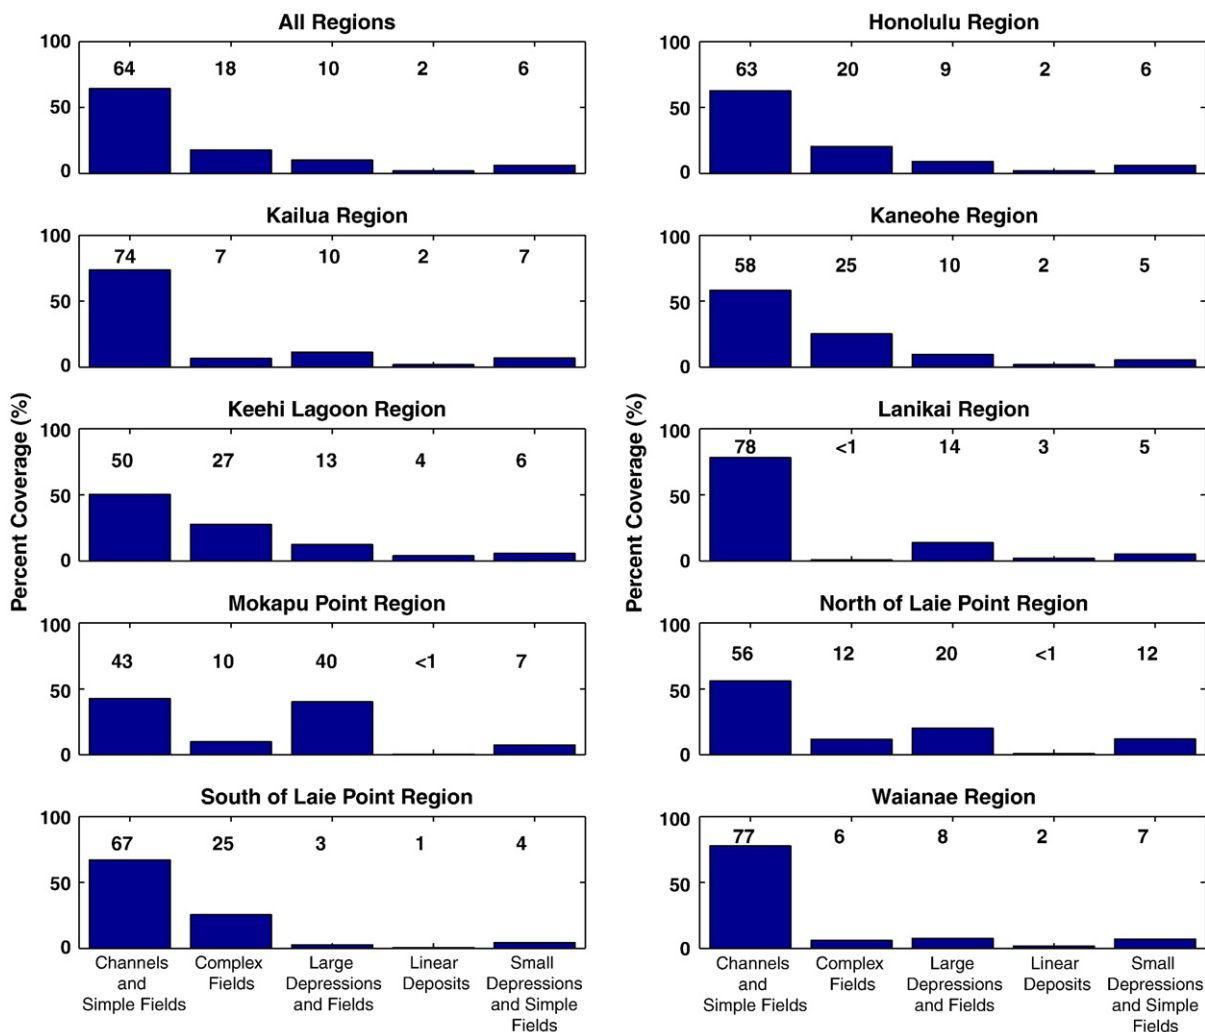 All Regions
100
50
0
64 18 10 2 6
Honolulu Region
100
50
0
63 20 9 2 6
Kailua Region
100
50
0
74 7 10 2 7
Kaneohe Region
100
50
0
58 25 10 2 5
Percent Coverage (%)
Keehi Lagoon Region
100
50
0
50 27 13 4 6
Percent Coverage (%)
Lanikai Region
100
50
0
78 <1 14 3 5
Mokapu Point Region
100
50
0
43 10 40 <1 7
North of Laie Point Region
100
50
0
56 12 20 <1 12
South of Laie Point Region
100
50
0
67 25 3 1 4
Waianae Region
100
50
0
77 6 8 2 7
Channels
and
Simple Fields
Complex
Fields
Large
Depressions
and Fields
Linear
Deposits
Small
Depressions
and Simple
Fields
Channels
and
Simple Fields
Complex
Fields
Large
Depressions
and Fields
Linear
Deposits
Small
Depressions
and Simple
Fields